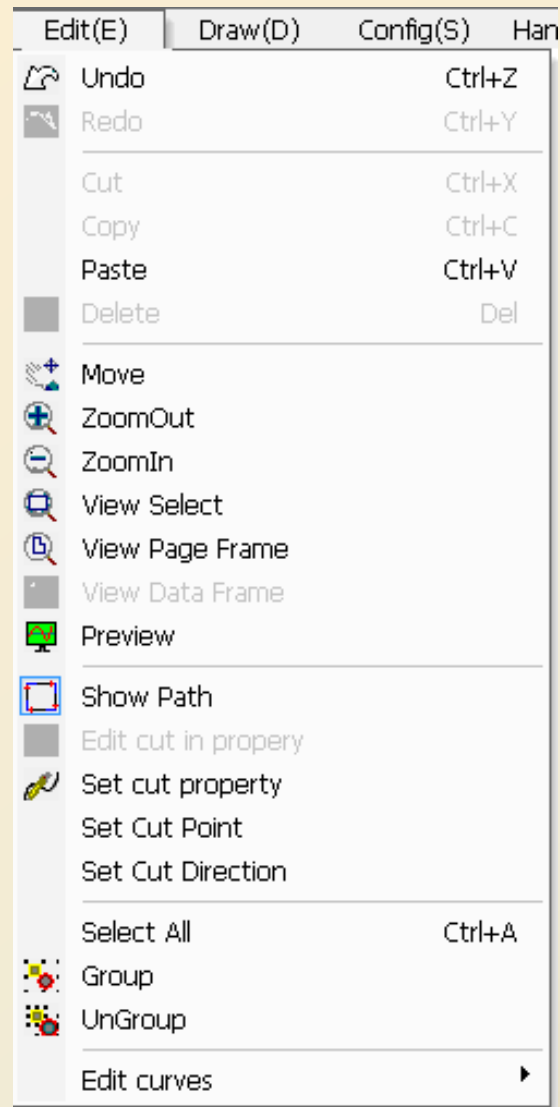 Edit(E) Draw(D) Config(S) Han
Undo Ctrl+Z
Redo Ctrl+Y
Cut Ctrl+X
Copy Ctrl+C
Paste Ctrl+V
Delete Del
Move
ZoomOut
ZoomIn
View Select
View Page Frame
View Data Frame
Preview
Show Path
Edit cut in propery
Set cut property
Set Cut Point
Set Cut Direction
Select All Ctrl+A
Group
UnGroup
Edit curves